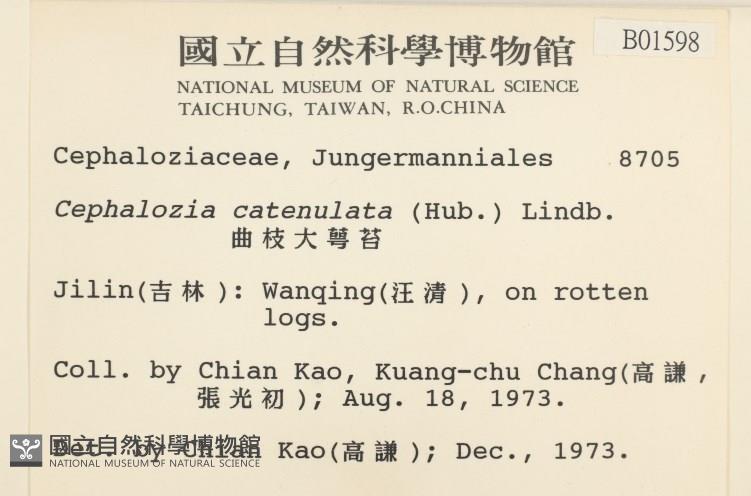 國立自然科學博物館 B01598
NATIONAL MUSEUM OF NATURAL SCIENCE
TAICHUNG, TAIWAN, R.O.CHINA
Cephaloziaceae, Jungermanniales 8705
Cephalozia catenulata (Hub.) Lindb.
曲枝大萼苔
Jilin(吉林): Wanqing(汪清), on rotten
logs.
Coll. by Chian Kao, Kuang-chu Chang(高謙,
張光初); Aug. 18, 1973.
Det. by Chian Kao(高謙); Dec., 1973.
國立自然科學博物館
NATIONAL MUSEUM OF NATURAL SCIENCE